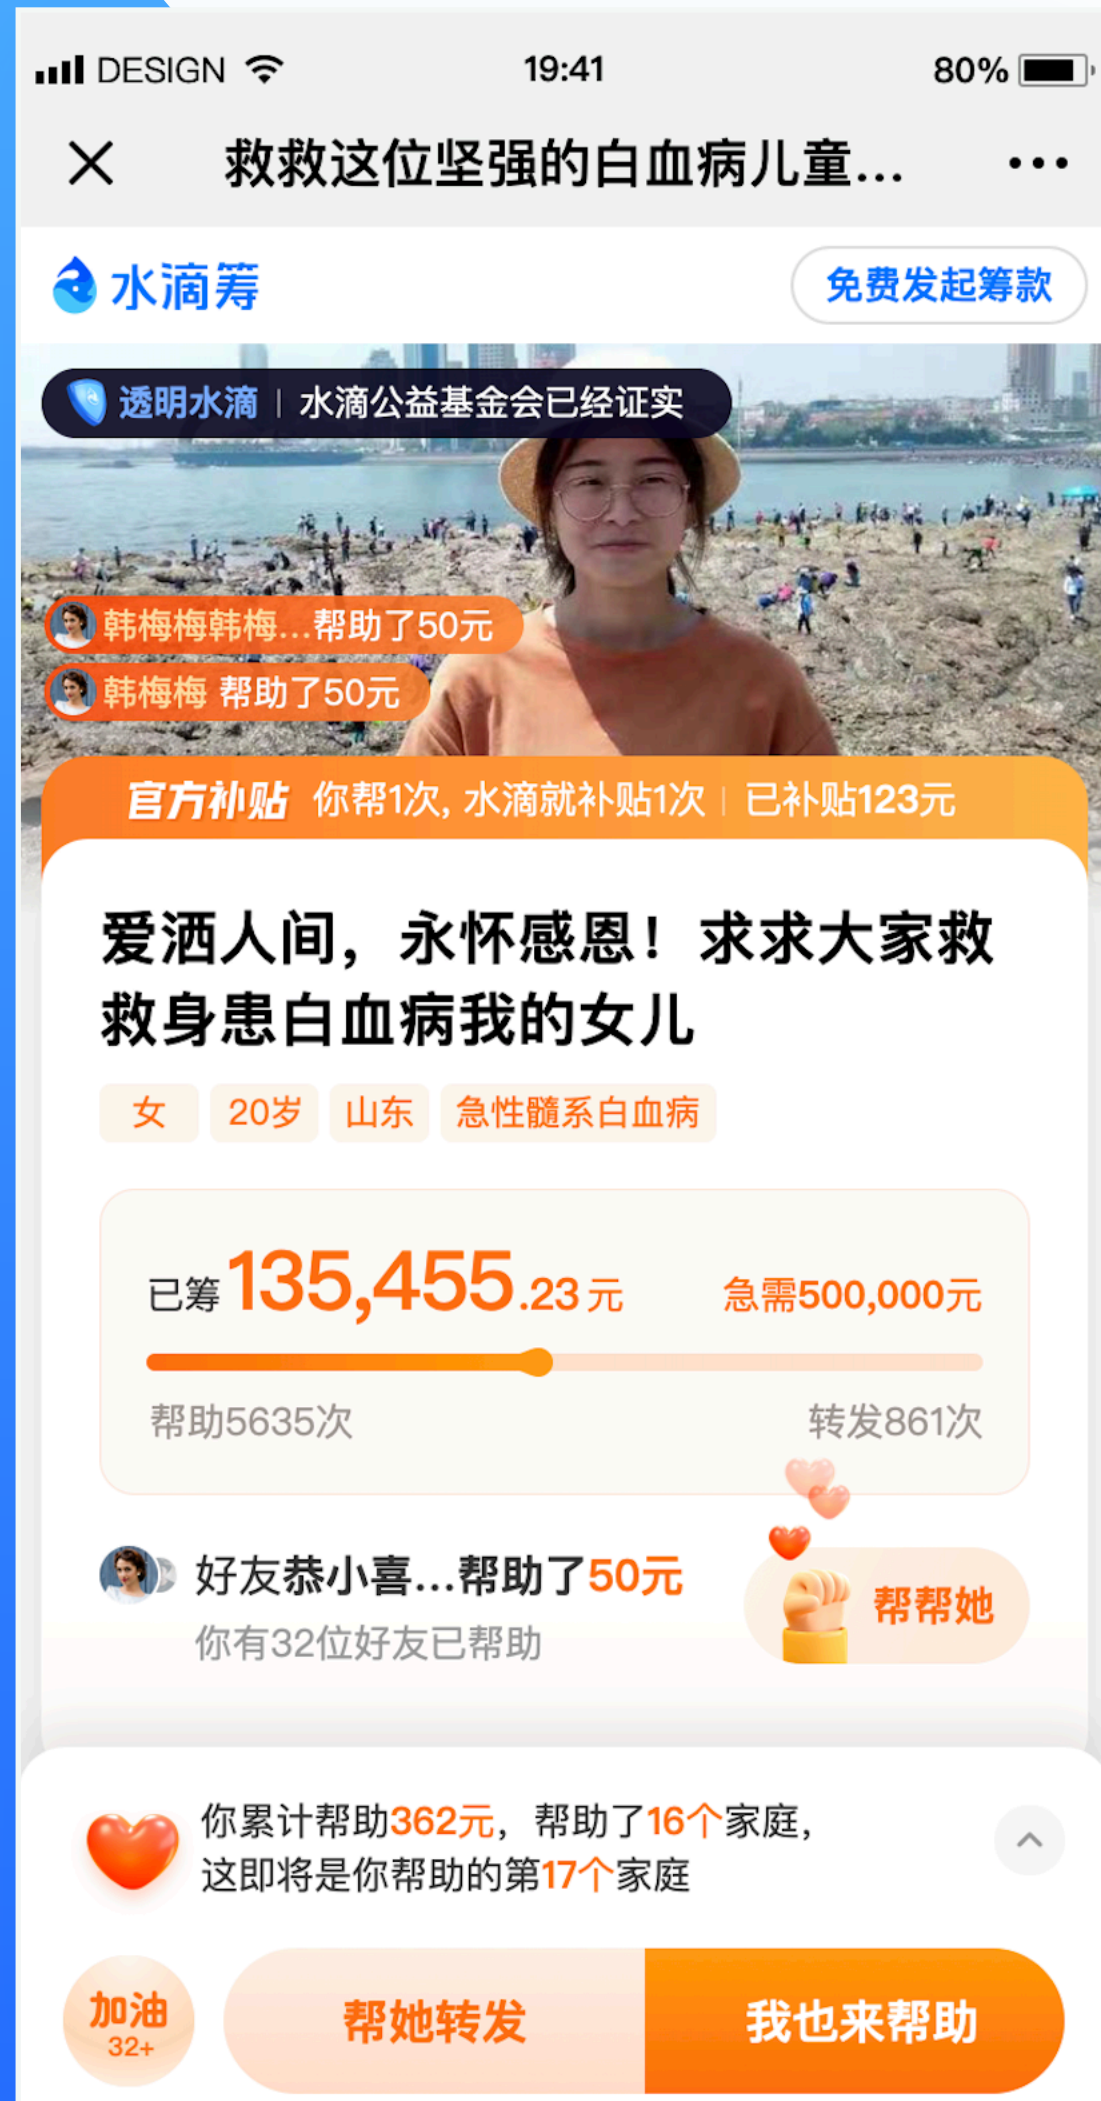 DESIGN 19:41 80%
救救这位坚强的白血病儿童...
水滴筹 免费发起筹款
透明水滴 | 水滴公益基金会已经证实
韩梅梅韩梅...帮助了50元
韩梅梅 帮助了50元
官方补贴 你帮1次, 水滴就补贴1次 | 已补贴123元
爱洒人间，永怀感恩！求求大家救
救身患白血病我的女儿
女 20岁 山东 急性髓系白血病
已筹135,455.23元 急需500,000元
帮助5635次 转发861次
好友恭小喜...帮助了50元
你有32位好友已帮助
帮帮她
你累计帮助362元，帮助了16个家庭，
这即将是你帮助的第17个家庭
加油
32+
帮她转发 我也来帮助